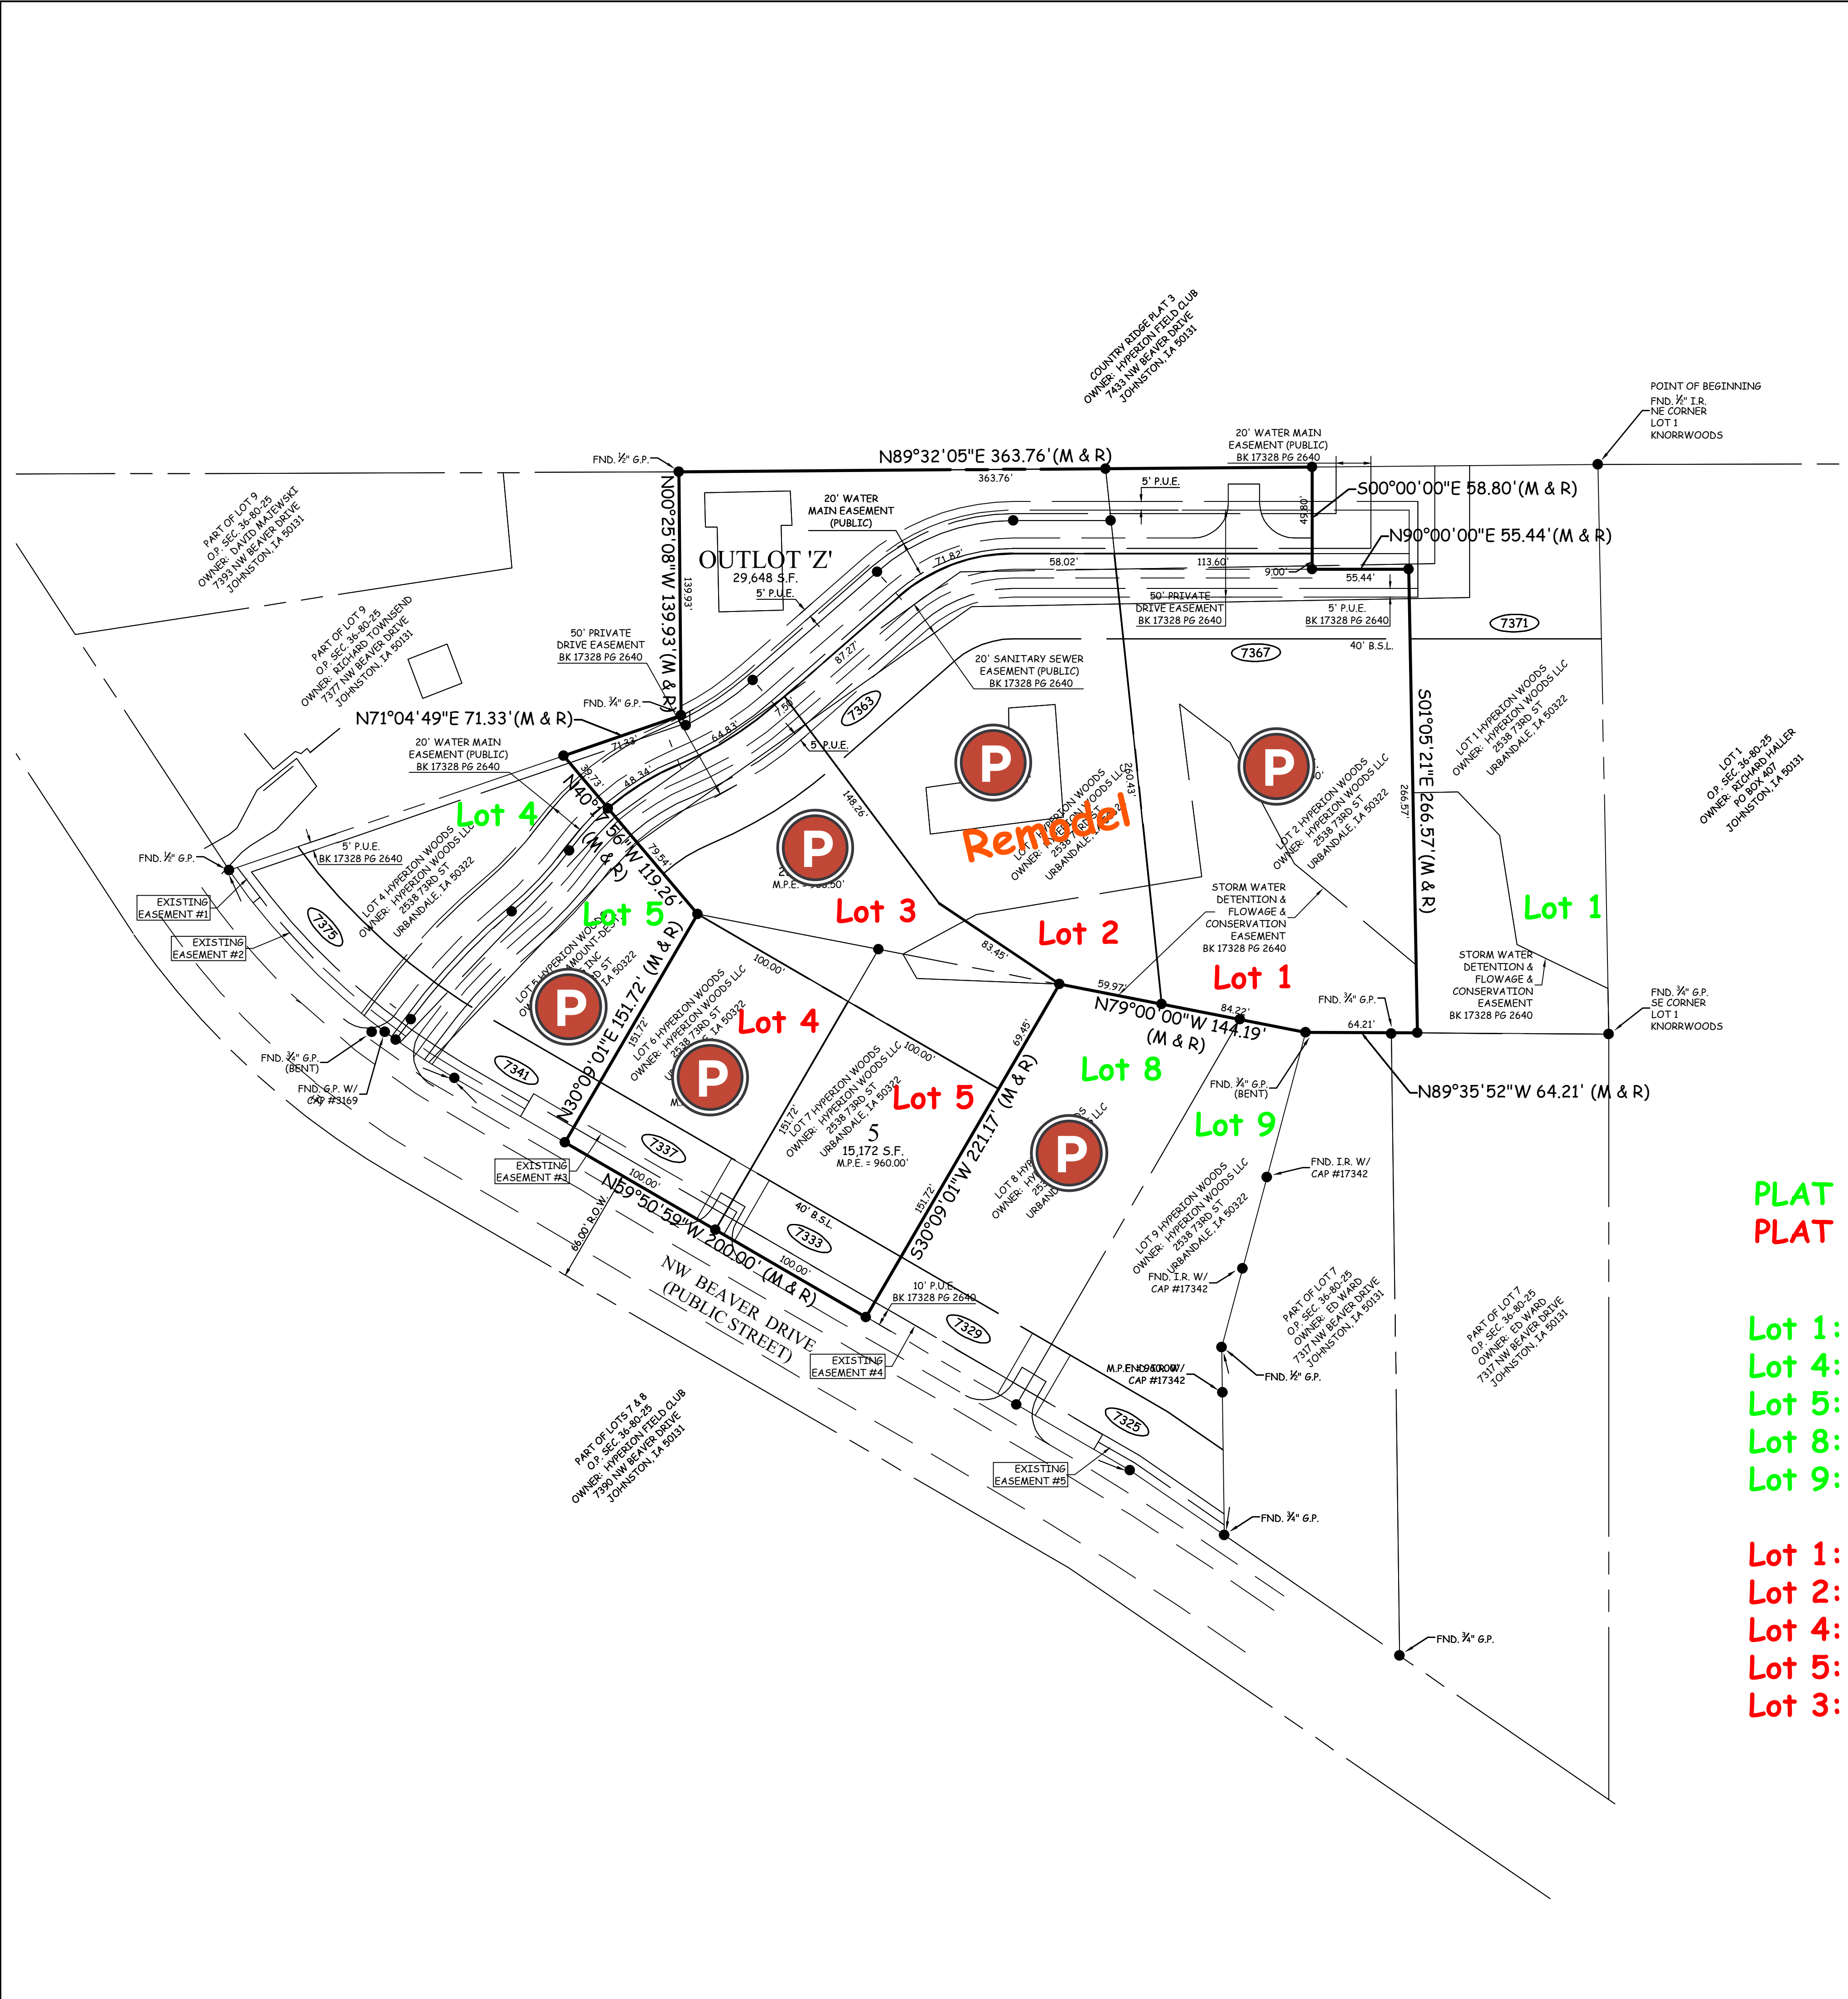 COUNTRY RIDGE PLAT 3
OWNER: HYPERION FIELD CLUB
7433 NW BEAVER DRIVE
JOHNSTON, IA 50131
POINT OF BEGINNING
FND. ½" I.R.
NE CORNER
LOT 1
KNORRWOODS
FND. ½" G.P.
N89°32'05"E 363.76'(M & R)
363.76'
20' WATER MAIN
EASEMENT (PUBLIC)
BK 17328 PG 2640
S00°00'00"E 58.80'(M & R)
49.80'
N90°00'00"E 55.44'(M & R)
9.00'
55.44'
5' P.U.E.
20' WATER
MAIN EASEMENT
(PUBLIC)
PART OF LOT 9
O.P. SEC. 36-80-25
OWNER: DAVID MAJEWSKI
7393 NW BEAVER DRIVE
JOHNSTON, IA 50131
N00°25'08"W 139.93'(M & R)
139.93'
OUTLOT 'Z'
29,648 S.F.
5' P.U.E.
71.82'
58.02'
113.60'
87.27'
50' PRIVATE
DRIVE EASEMENT
BK 17328 PG 2640
5' P.U.E.
BK 17328 PG 2640
7371
7367
40' B.S.L.
PART OF LOT 9
O.P. SEC. 36-80-25
OWNER: RICHARD TOWNSEND
7377 NW BEAVER DRIVE
JOHNSTON, IA 50131
50' PRIVATE
DRIVE EASEMENT
BK 17328 PG 2640
20' SANITARY SEWER
EASEMENT (PUBLIC)
BK 17328 PG 2640
7363
FND. ¾" G.P.
N71°04'49"E 71.33'(M & R)
71.33'
64.83'
7.50'
5' P.U.E.
20' WATER MAIN
EASEMENT (PUBLIC)
BK 17328 PG 2640
39.73'
48.34'
(M & R)
79.54'
148.26'
260.43'
S01°05'21"E 266.57'(M & R)
266.57'
LOT 1 HYPERION WOODS
OWNER: HYPERION WOODS LLC
2538 73RD ST
URBANDALE, IA 50322
LOT 1
O.P. SEC. 36-80-25
OWNER: RICHARD HALLER
PO BOX 407
JOHNSTON, IA 50131
P
P
P
Remodel
LOT 2 HYPERION WOODS
OWNER: HYPERION WOODS LLC
2538 73RD ST
URBANDALE, IA 50322
Lot 4
LOT 4 HYPERION WOODS
OWNER: HYPERION WOODS LLC
2538 73RD ST
URBANDALE, IA 50322
FND. ½" G.P.
5' P.U.E.
BK 17328 PG 2640
EXISTING
EASEMENT #1
EXISTING
EASEMENT #2
7375
Lot 5
Lot 3
Lot 2
Lot 1
Lot 1
STORM WATER
DETENTION &
FLOWAGE &
CONSERVATION
EASEMENT
BK 17328 PG 2640
STORM WATER
DETENTION &
FLOWAGE &
CONSERVATION
EASEMENT
BK 17328 PG 2640
FND. ¾" G.P.
FND. ¾" G.P.
SE CORNER
LOT 1
KNORRWOODS
83.45'
59.97'
84.22'
64.21'
N79°00'00"W 144.19'
(M & R)
N89°35'52"W 64.21' (M & R)
FND. ¾" G.P.
(BENT)
P
N30°09'01"E 151.72' (M & R)
151.72'
100.00'
100.00'
LOT 6 HYPERION WOODS
OWNER: HYPERION WOODS LLC
2538 73RD ST
Lot 4
P
LOT 7 HYPERION WOODS
OWNER: HYPERION WOODS LLC
2538 73RD ST
URBANDALE, IA 50322
Lot 5
5
15,172 S.F.
M.P.E. = 960.00'
151.72'
69.45'
151.72'
S30°09'01"W 221.17' (M & R)
Lot 8
P
Lot 9
LOT 9 HYPERION WOODS
OWNER: HYPERION WOODS LLC
2538 73RD ST
URBANDALE, IA 50322
FND. ¾" G.P.
(BENT)
FND. G.P. W/
CAP #3169
7341
7337
7333
40' B.S.L.
7329
7325
EXISTING
EASEMENT #3
66.00' R.O.W.
100.00'
100.00'
N59°50'59"W 200.00' (M & R)
NW BEAVER DRIVE
(PUBLIC STREET)
10' P.U.E.
BK 17328 PG 2640
EXISTING
EASEMENT #4
EXISTING
EASEMENT #5
FND. I.R. W/
CAP #17342
FND. I.R. W/
CAP #17342
CAP #17342
FND. ½" G.P.
FND. ¾" G.P.
FND. ¾" G.P.
PART OF LOT 7
O.P. SEC. 36-80-25
OWNER: ED WARD
7317 NW BEAVER DRIVE
JOHNSTON, IA 50131
PART OF LOT 7
O.P. SEC. 36-80-25
OWNER: ED WARD
7317 NW BEAVER DRIVE
JOHNSTON, IA 50131
PART OF LOTS 7 & 8
O.P. SEC. 36-80-25
OWNER: HYPERION FIELD CLUB
7390 NW BEAVER DRIVE
JOHNSTON, IA 50131
PLAT
PLAT
Lot 1:
Lot 4:
Lot 5:
Lot 8:
Lot 9:
Lot 1:
Lot 2:
Lot 4:
Lot 5:
Lot 3: